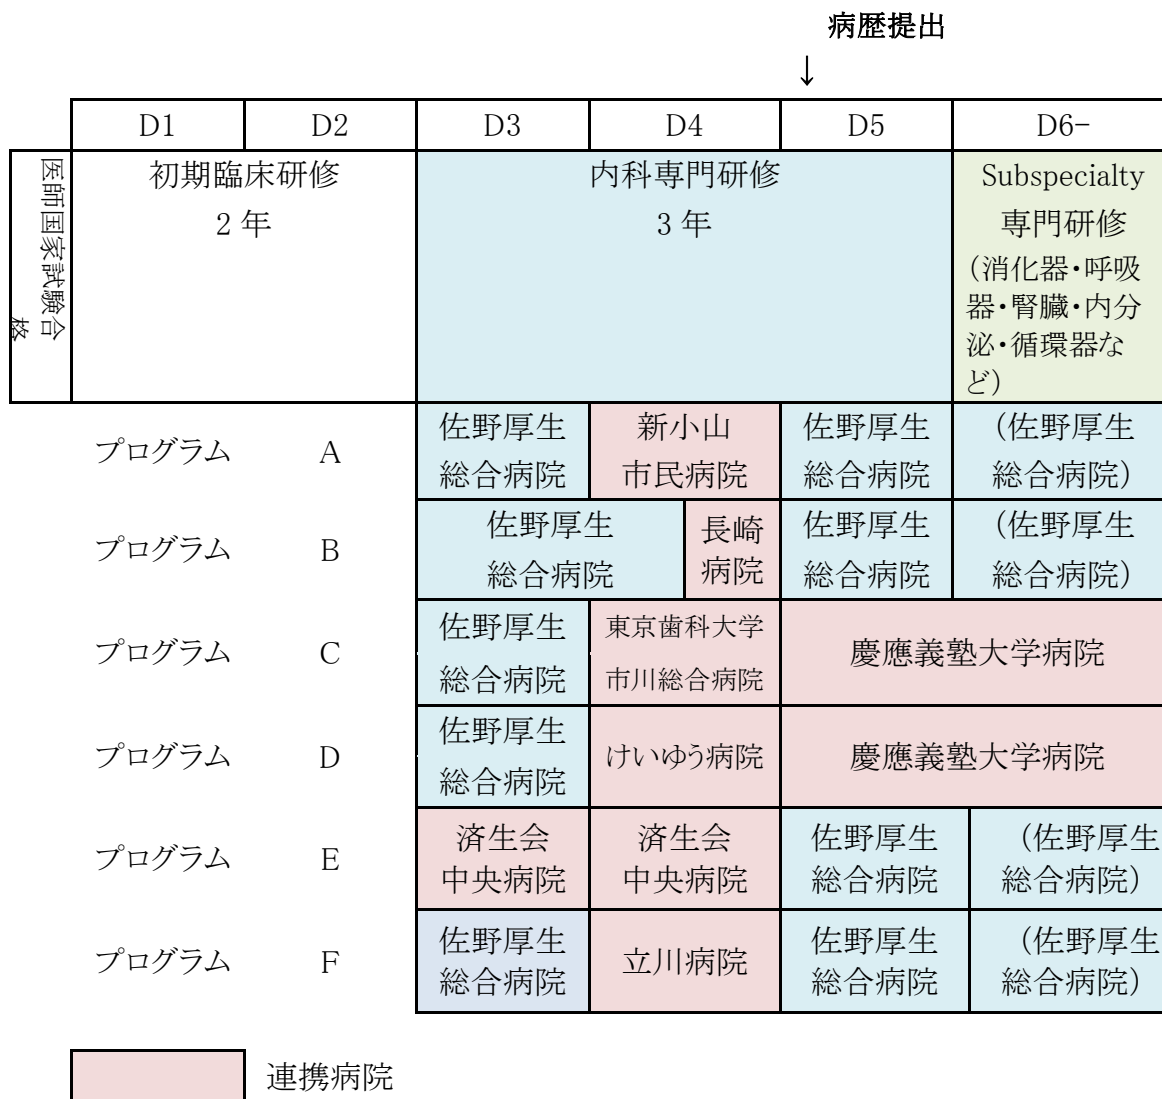 病歴提出
↓
D1 D2 D3 D4 D5 D6-
医師国家試験合
格
初期臨床研修
2 年
内科専門研修
3 年
Subspecialty
専門研修
（消化器・呼吸
器・腎臓・内分
泌・循環器な
ど）
プログラム A
佐野厚生
総合病院
新小山
市民病院
佐野厚生
総合病院
（佐野厚生
総合病院）
プログラム B
佐野厚生
総合病院
長崎
病院
佐野厚生
総合病院
（佐野厚生
総合病院）
プログラム C
佐野厚生
総合病院
東京歯科大学
市川総合病院
慶應義塾大学病院
プログラム D
佐野厚生
総合病院
けいゆう病院
慶應義塾大学病院
プログラム E
済生会
中央病院
済生会
中央病院
佐野厚生
総合病院
（佐野厚生
総合病院）
プログラム F
佐野厚生
総合病院
立川病院
佐野厚生
総合病院
（佐野厚生
総合病院）
連携病院